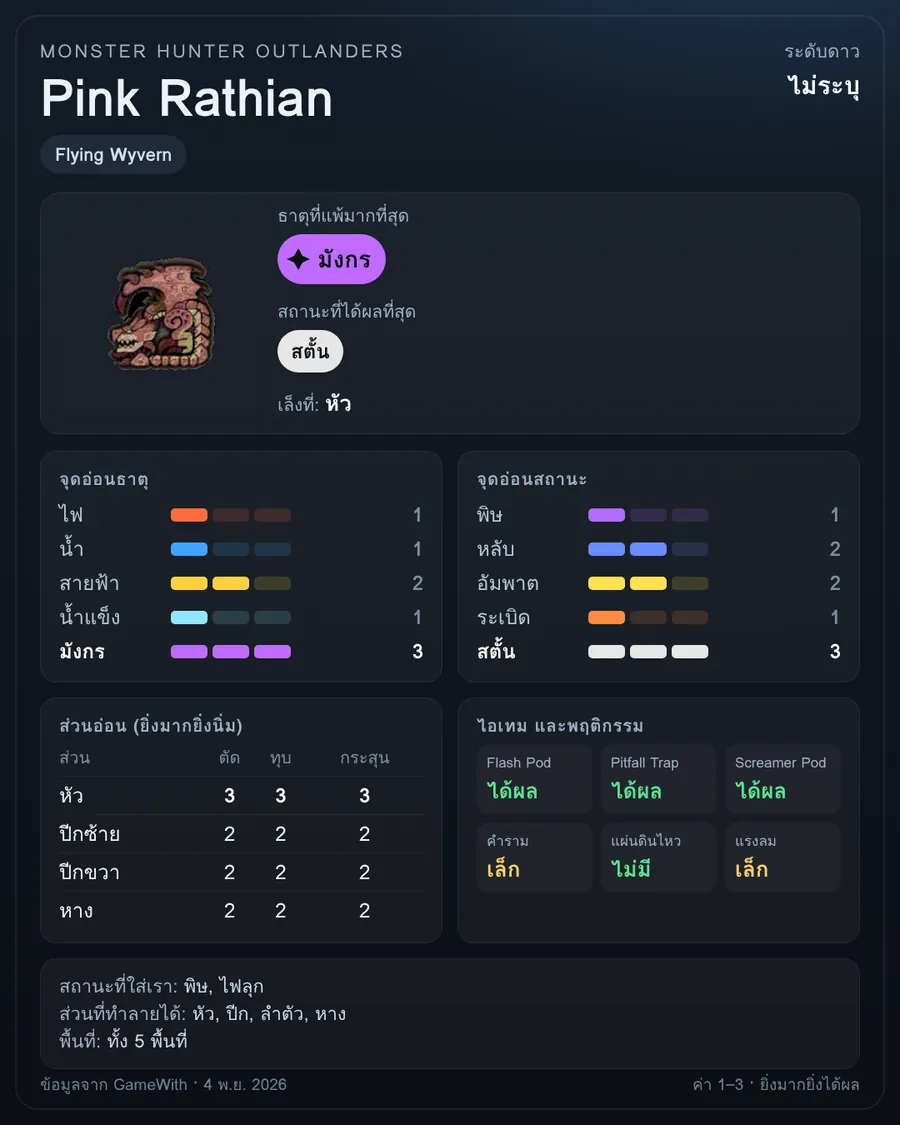 MONSTER HUNTER OUTLANDERS
ระดับดาว
Pink Rathian
ไม่ระบุ
Flying Wyvern
ธาตุที่แพ้มากที่สุด
มังกร
สถานะที่ได้ผลที่สุด
สตั้น
เล็งที่: หัว
จุดอ่อนธาตุ
ไฟ 1
น้ำ 1
สายฟ้า 2
น้ำแข็ง 1
มังกร 3
จุดอ่อนสถานะ
พิษ 1
หลับ 2
อัมพาต 2
ระเบิด 1
สตั้น 3
ส่วนอ่อน (ยิ่งมากยิ่งนิ่ม)
ส่วน ตัด ทุบ กระสุน
หัว 3 3 3
ปีกซ้าย 2 2 2
ปีกขวา 2 2 2
หาง 2 2 2
ไอเทม และพฤติกรรม
Flash Pod Pitfall Trap Screamer Pod
ได้ผล ได้ผล ได้ผล
คำราม แผ่นดินไหว แรงลม
เล็ก ไม่มี เล็ก
สถานะที่ใส่เรา: พิษ, ไฟลุก
ส่วนที่ทำลายได้: หัว, ปีก, ลำตัว, หาง
พื้นที่: ทั้ง 5 พื้นที่
ข้อมูลจาก GameWith · 4 พ.ย. 2026
ค่า 1–3 · ยิ่งมากยิ่งได้ผล